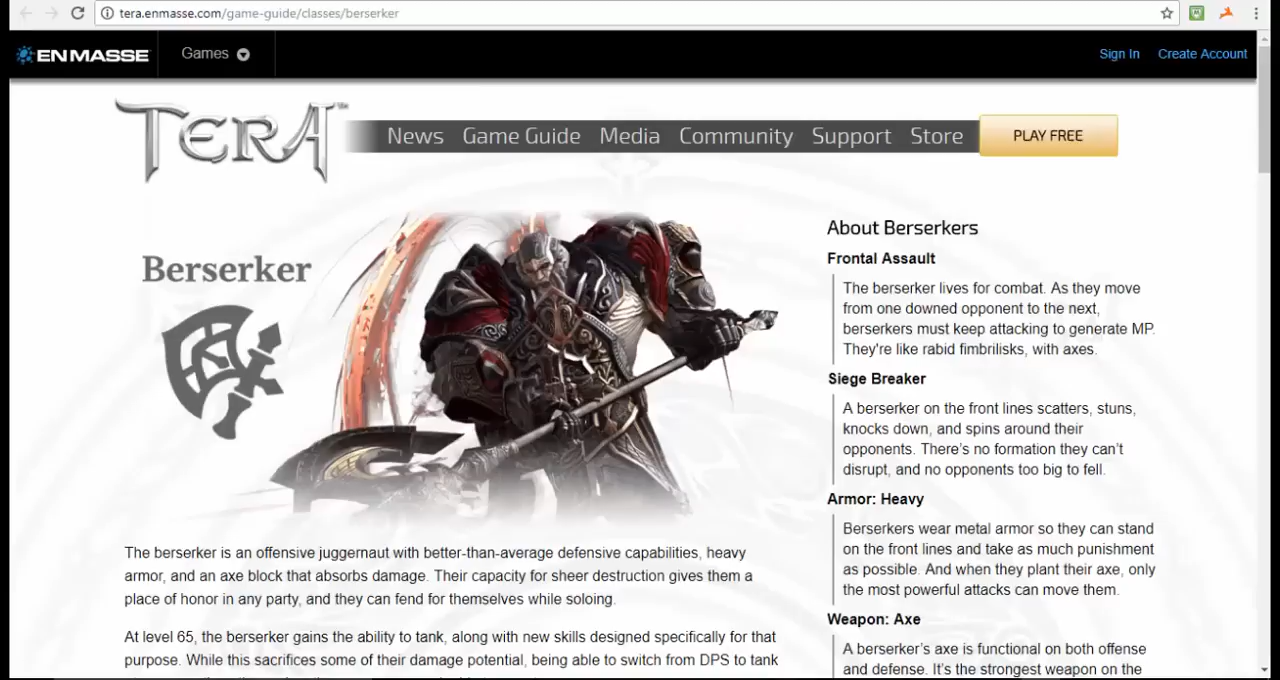 tera.enmasse.com/game-guide/classes/berserker
EN MASSE
Games
Sign In
Create Account
TERA™
News
Game Guide
Media
Community
Support
Store
PLAY FREE
Berserker
The berserker is an offensive juggernaut with better-than-average defensive capabilities, heavy
armor, and an axe block that absorbs damage. Their capacity for sheer destruction gives them a
place of honor in any party, and they can fend for themselves while soloing.
At level 65, the berserker gains the ability to tank, along with new skills designed specifically for that
purpose. While this sacrifices some of their damage potential, being able to switch from DPS to tank
About Berserkers
Frontal Assault
The berserker lives for combat. As they move
from one downed opponent to the next,
berserkers must keep attacking to generate MP.
They're like rabid fimbrilisks, with axes.
Siege Breaker
A berserker on the front lines scatters, stuns,
knocks down, and spins around their
opponents. There's no formation they can't
disrupt, and no opponents too big to fell.
Armor: Heavy
Berserkers wear metal armor so they can stand
on the front lines and take as much punishment
as possible. And when they plant their axe, only
the most powerful attacks can move them.
Weapon: Axe
A berserker's axe is functional on both offense
and defense. It's the strongest weapon on the